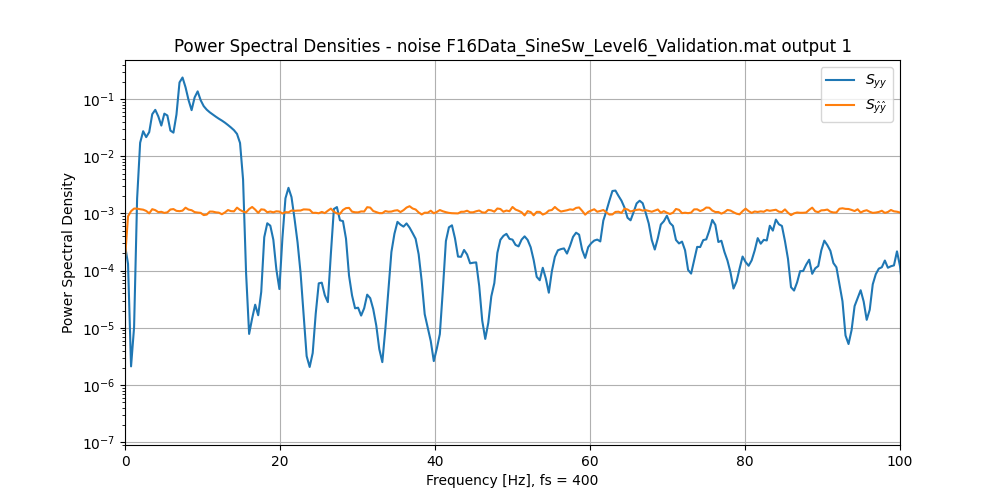 Power Spectral Densities - noise F16Data_SineSw_Level6_Validation.mat output 1
Power Spectral Density
10⁻¹
10⁻²
10⁻³
10⁻⁴
10⁻⁵
10⁻⁶
10⁻⁷
S_yy
S_ŷŷ
0 20 40 60 80 100
Frequency [Hz], fs = 400